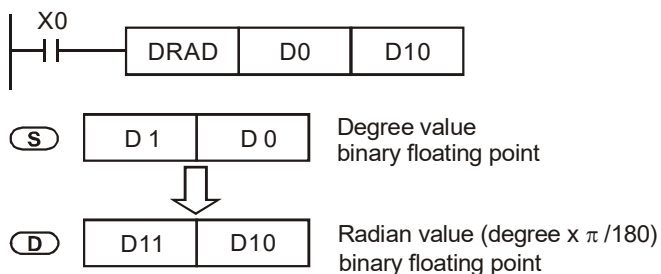 X0
DRAD D0 D10
S D 1 D 0 Degree value
binary floating point
D D11 D10 Radian value (degree x π /180)
binary floating point